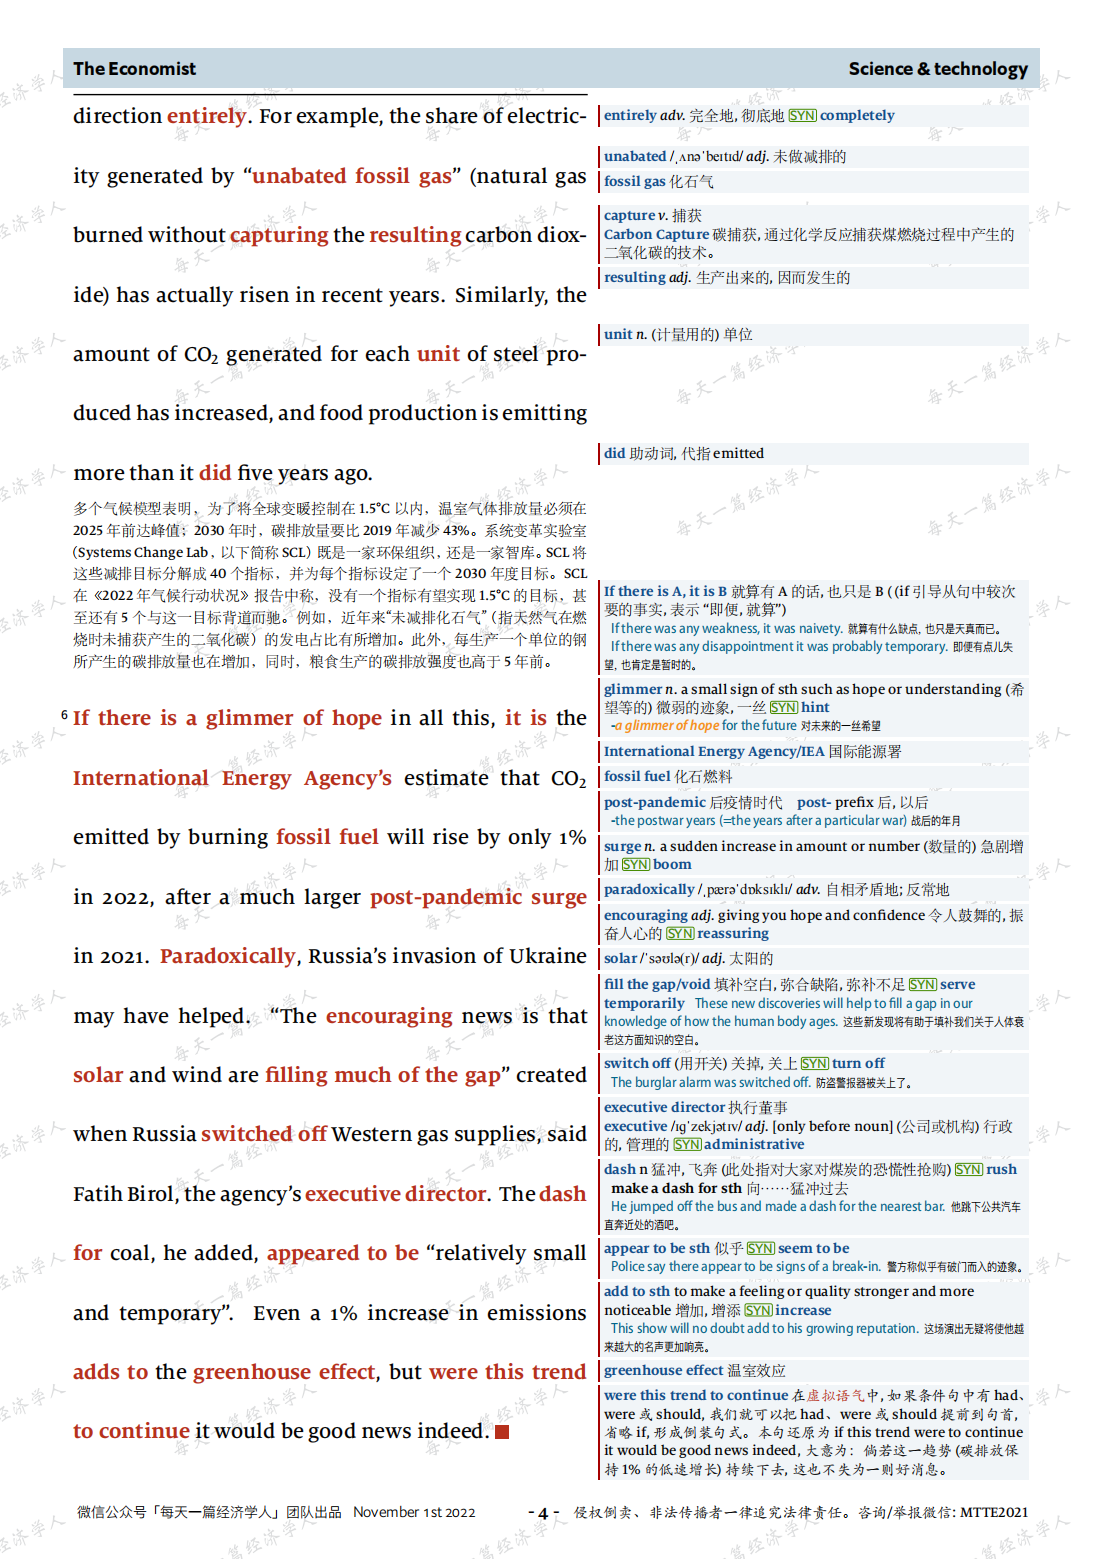 The Economist
Science & technology
direction entirely. For example, the share of electric-
ity generated by “unabated fossil gas” (natural gas
burned without capturing the resulting carbon diox-
ide) has actually risen in recent years. Similarly, the
amount of CO₂ generated for each unit of steel pro-
duced has increased, and food production is emitting
more than it did five years ago.
多个气候模型表明，为了将全球变暖控制在 1.5°C 以内，温室气体排放量必须在
2025 年前达峰值；2030 年时，碳排放量要比 2019 年减少 43%。系统变革实验室
(Systems Change Lab，以下简称 SCL）既是一家环保组织，还是一家智库。SCL 将
这些减排目标分解成 40 个指标，并为每个指标设定了一个 2030 年度目标。SCL
在《2022 年气候行动状况》报告中称，没有一个指标有望实现 1.5°C 的目标，甚
至还有 5 个与这一目标背道而驰。例如，近年来“未减排化石气”（指天然气在燃
烧时未捕获产生的二氧化碳）的发电占比有所增加。此外，每生产一个单位的钢
所产生的碳排放量也在增加，同时，粮食生产的碳排放强度也高于 5 年前。
6 If there is a glimmer of hope in all this, it is the
International Energy Agency’s estimate that CO₂
emitted by burning fossil fuel will rise by only 1%
in 2022, after a much larger post-pandemic surge
in 2021. Paradoxically, Russia’s invasion of Ukraine
may have helped. “The encouraging news is that
solar and wind are filling much of the gap” created
when Russia switched off Western gas supplies, said
Fatih Birol, the agency’s executive director. The dash
for coal, he added, appeared to be “relatively small
and temporary”. Even a 1% increase in emissions
adds to the greenhouse effect, but were this trend
to continue it would be good news indeed.
entirely adv. 完全地, 彻底地 SYN completely
unabated /ˌʌnəˈbeɪtɪd/ adj. 未做减排的
fossil gas 化石气
capture v. 捕获
Carbon Capture 碳捕获, 通过化学反应捕获煤燃烧过程中产生的
二氧化碳的技术。
resulting adj. 生产出来的, 因而发生的
unit n. (计量用的) 单位
did 助动词, 代指 emitted
If there is A, it is B 就算有 A 的话, 也只是 B ( (if 引导从句中较次
要的事实, 表示 “即便, 就算”)
If there was any weakness, it was naivety. 就算有什么缺点, 也只是天真而已。
If there was any disappointment it was probably temporary. 即便有点儿失
望, 也肯定是暂时的。
glimmer n. a small sign of sth such as hope or understanding (希
望等的) 微弱的迹象, 一丝 SYN hint
-a glimmer of hope for the future 对未来的一丝希望
International Energy Agency/IEA 国际能源署
fossil fuel 化石燃料
post-pandemic 后疫情时代 post- prefix 后, 以后
-the postwar years (=the years after a particular war) 战后的年月
surge n. a sudden increase in amount or number (数量的) 急剧增
加 SYN boom
paradoxically /ˌpærəˈdɒksɪklɪ/ adv. 自相矛盾地; 反常地
encouraging adj. giving you hope and confidence 令人鼓舞的, 振
奋人心的 SYN reassuring
solar /ˈsəʊlə(r)/ adj. 太阳的
fill the gap/void 填补空白, 弥合缺陷, 弥补不足 SYN serve
temporarily These new discoveries will help to fill a gap in our
knowledge of how the human body ages. 这些新发现将有助于填补我们关于人体衰
老这方面知识的空白。
switch off (用开关) 关掉, 关上 SYN turn off
The burglar alarm was switched off. 防盗警报器被关上了。
executive director 执行董事
executive /ɪɡˈzekjətɪv/ adj. [only before noun] (公司或机构) 行政
的, 管理的 SYN administrative
dash n 猛冲, 飞奔 (此处指对大家对煤炭的恐慌性抢购) SYN rush
make a dash for sth 向……猛冲过去
He jumped off the bus and made a dash for the nearest bar. 他跳下公共汽车
直奔近处的酒吧。
appear to be sth 似乎 SYN seem to be
Police say there appear to be signs of a break-in. 警方称似乎有破门而入的迹象。
add to sth to make a feeling or quality stronger and more
noticeable 增加, 增添 SYN increase
This show will no doubt add to his growing reputation. 这场演出无疑将使他越
来越大的名声更加响亮。
greenhouse effect 温室效应
were this trend to continue 在虚拟语气中, 如果条件句中有 had、
were 或 should, 我们就可以把 had、were 或 should 提前到句首,
省略 if, 形成倒装句式。本句还原为 if this trend were to continue
it would be good news indeed, 大意为：倘若这一趋势 (碳排放保
持 1% 的低速增长) 持续下去, 这也不失为一则好消息。
微信公众号「每天一篇经济学人」团队出品 November 1st 2022
- 4 -
侵权倒卖、非法传播者一律追究法律责任。咨询/举报微信: MTTE2021